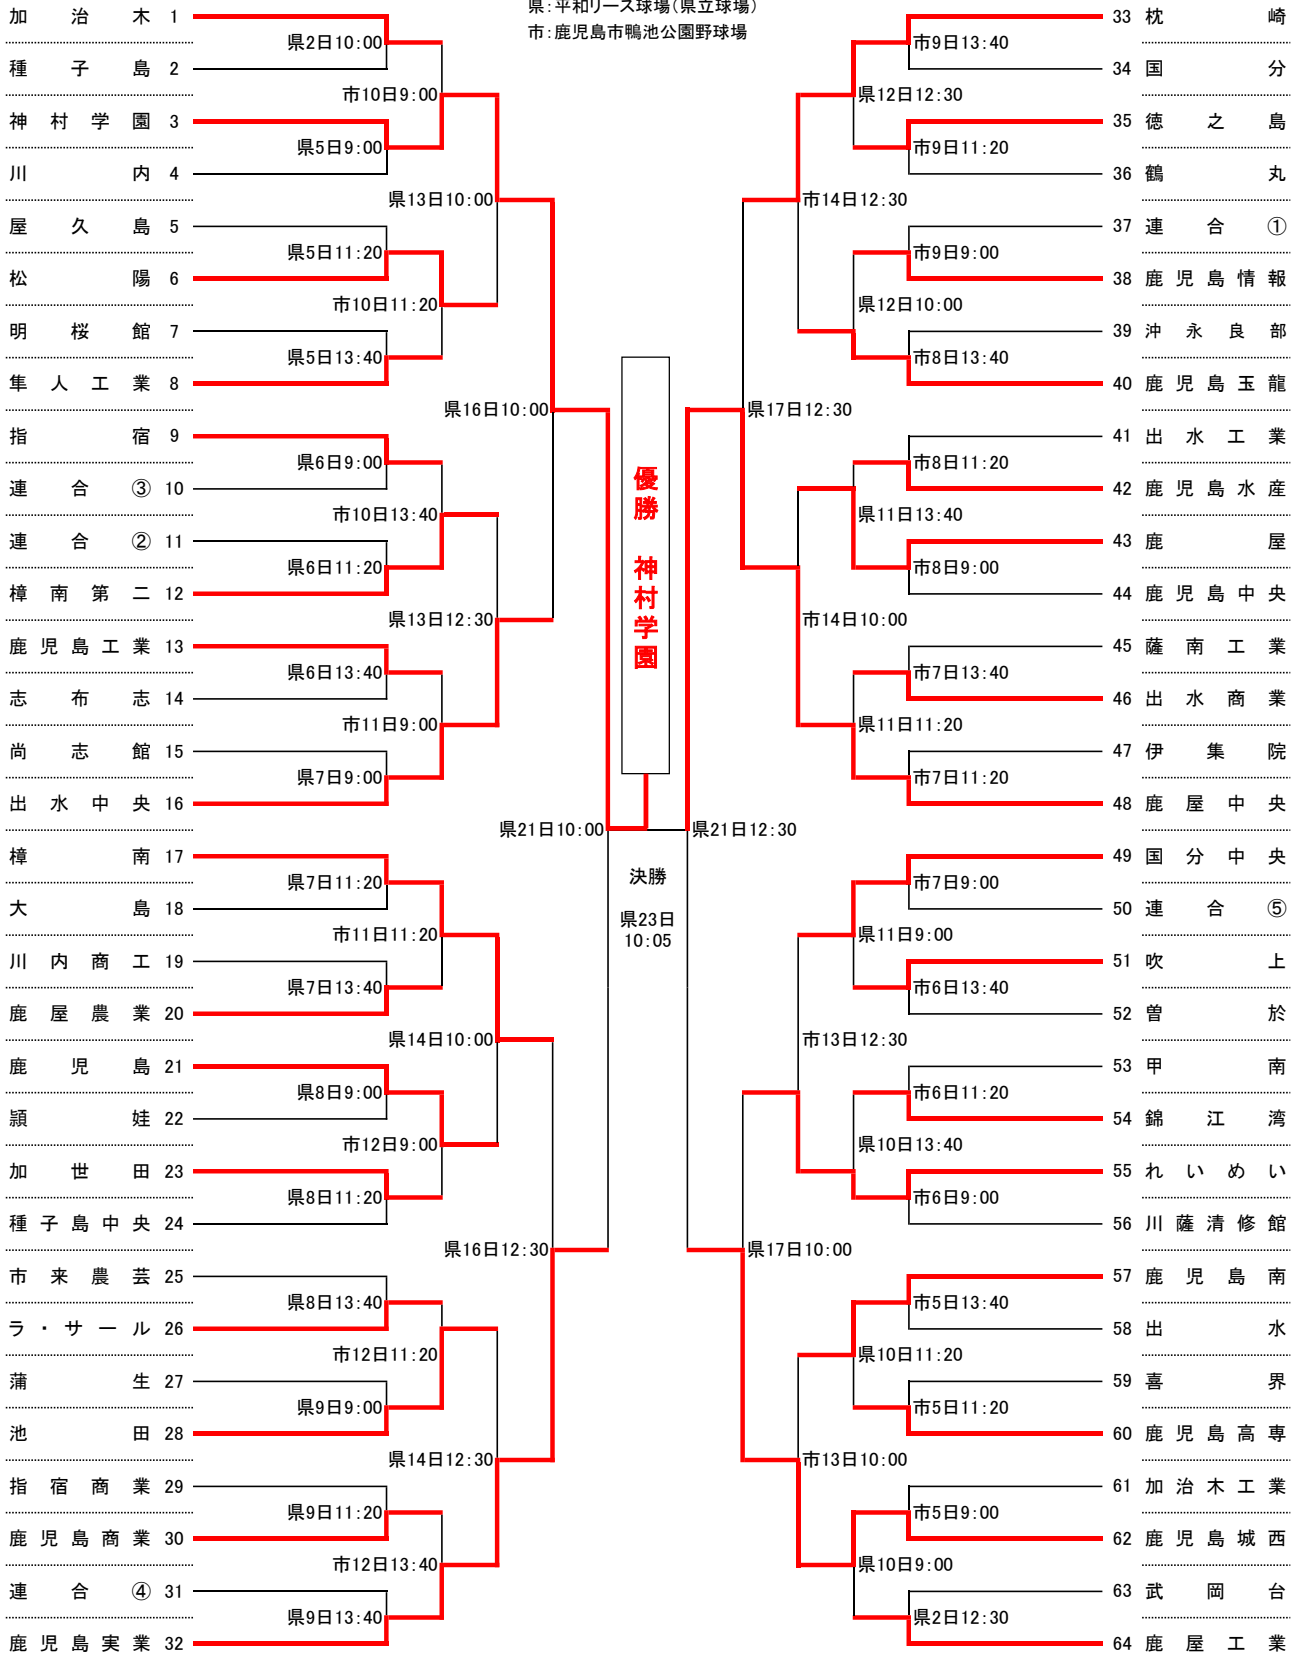 県：平和リース球場（県立球場）
市：鹿児島市鴨池公園野球場
加治木 1
県2日10:00
種子島 2
市10日9:00
神村学園 3
県5日9:00
川内 4
県13日10:00
屋久島 5
県5日11:20
松陽 6
市10日11:20
明桜館 7
県5日13:40
隼人工業 8
県16日10:00
指宿 9
県6日9:00
連合③ 10
市10日13:40
連合② 11
県6日11:20
樟南第二 12
県13日12:30
鹿児島工業 13
県6日13:40
志布志 14
市11日9:00
尚志館 15
県7日9:00
出水中央 16
県21日10:00
樟南 17
県7日11:20
大島 18
市11日11:20
川内商工 19
県7日13:40
鹿屋農業 20
県14日10:00
鹿児島 21
県8日9:00
頴娃 22
市12日9:00
加世田 23
県8日11:20
種子島中央 24
県16日12:30
市来農芸 25
県8日13:40
ラ・サール 26
市12日11:20
蒲生 27
県9日9:00
池田 28
県14日12:30
指宿商業 29
県9日11:20
鹿児島商業 30
市12日13:40
連合④ 31
県9日13:40
鹿児島実業 32
優勝 神村学園
決勝
県23日
10:05
33 枕崎
市9日13:40
34 国分
県12日12:30
35 徳之島
市9日11:20
36 鶴丸
市14日12:30
37 連合①
市9日9:00
38 鹿児島情報
県12日10:00
39 沖永良部
市8日13:40
40 鹿児島玉龍
県17日12:30
41 出水工業
市8日11:20
42 鹿児島水産
県11日13:40
43 鹿屋
市8日9:00
44 鹿児島中央
市14日10:00
45 薩南工業
市7日13:40
46 出水商業
県11日11:20
47 伊集院
市7日11:20
48 鹿屋中央
県21日12:30
49 国分中央
市7日9:00
50 連合⑤
県11日9:00
51 吹上
市6日13:40
52 曽於
市13日12:30
53 甲南
市6日11:20
54 錦江湾
県10日13:40
55 れいめい
市6日9:00
56 川薩清修館
県17日10:00
57 鹿児島南
市5日13:40
58 出水
県10日11:20
59 喜界
市5日11:20
60 鹿児島高専
市13日10:00
61 加治木工業
市5日9:00
62 鹿児島城西
県10日9:00
63 武岡台
県2日12:30
64 鹿屋工業